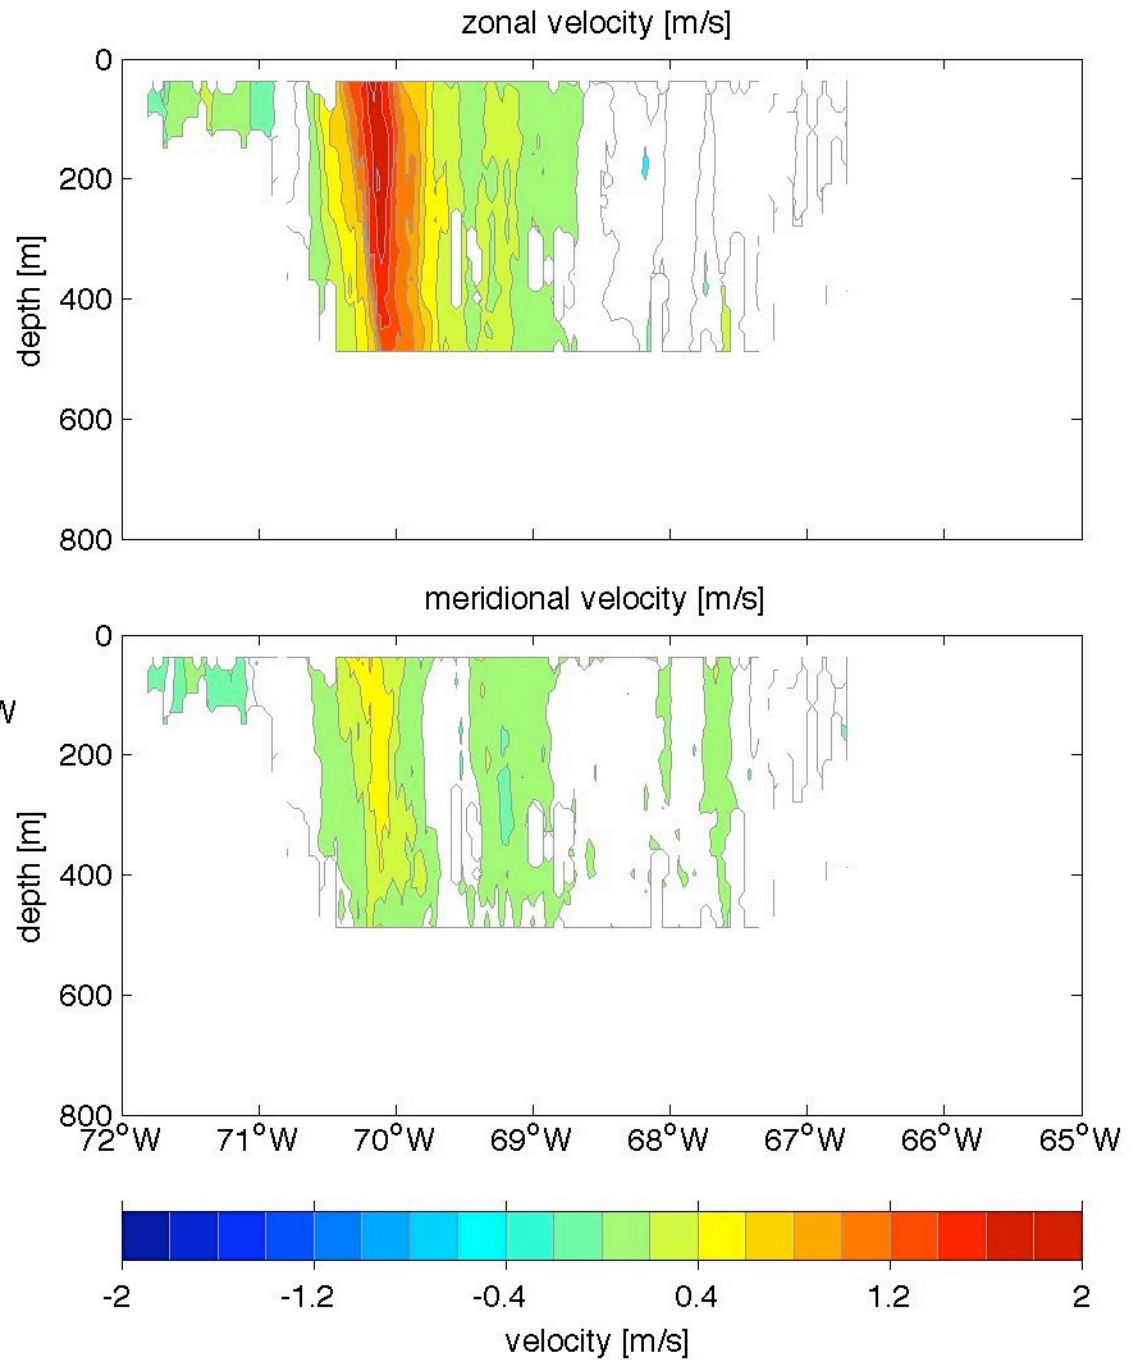 zonal velocity [m/s]
0
200
400
600
800
depth [m]
meridional velocity [m/s]
0
200
400
600
800
depth [m]
W
72°W 71°W 70°W 69°W 68°W 67°W 66°W 65°W
-2 -1.2 -0.4 0.4 1.2 2
velocity [m/s]